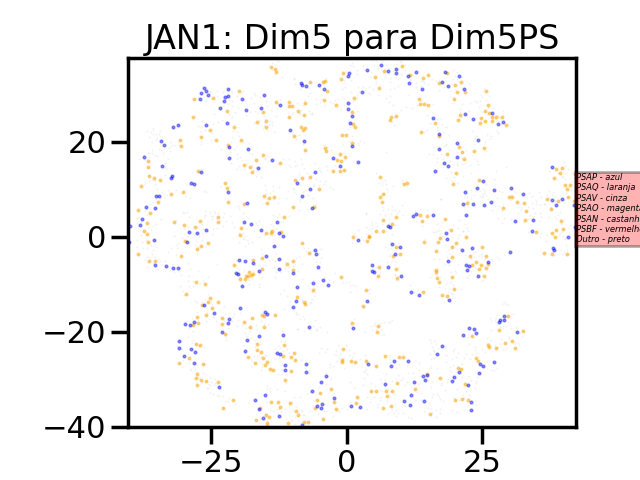 JAN1: Dim5 para Dim5PS
20
0
−20
−40
−25
0
25
PSAP - azul
PSAQ - laranja
PSAV - cinza
PSAO - magenta
PSAN - castanh
PSBF - vermelh
Outro - preto